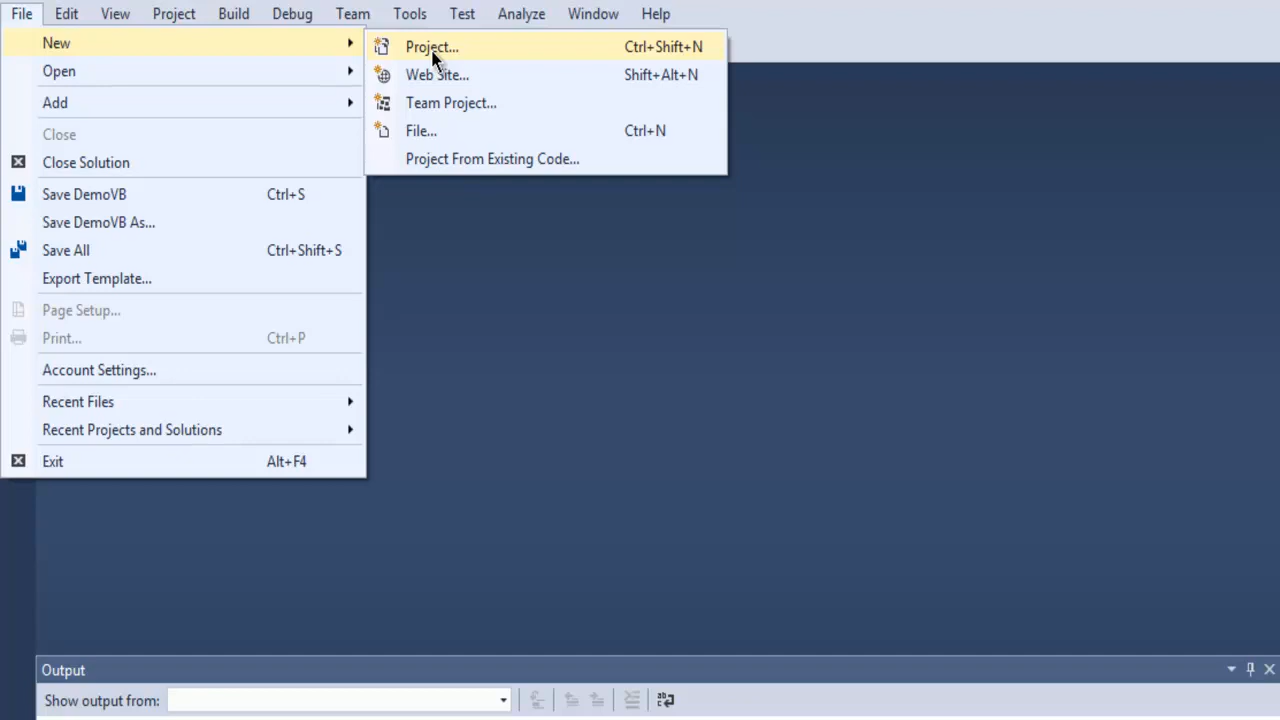 File Edit View Project Build Debug Team Tools Test Analyze Window Help
New
Open
Add
Close
Close Solution
Save DemoVB Ctrl+S
Save DemoVB As...
Save All Ctrl+Shift+S
Export Template...
Page Setup...
Print... Ctrl+P
Account Settings...
Recent Files
Recent Projects and Solutions
Exit Alt+F4
Project... Ctrl+Shift+N
Web Site... Shift+Alt+N
Team Project...
File... Ctrl+N
Project From Existing Code...
Output
Show output from: